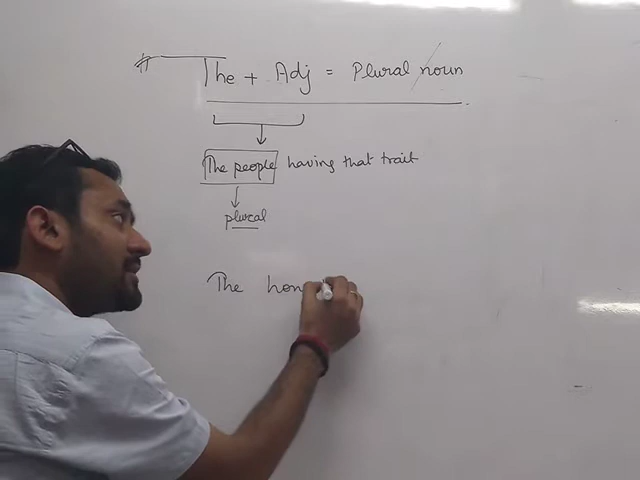 # The + Adj = Plural noun
The people having that trait
plural
The hon